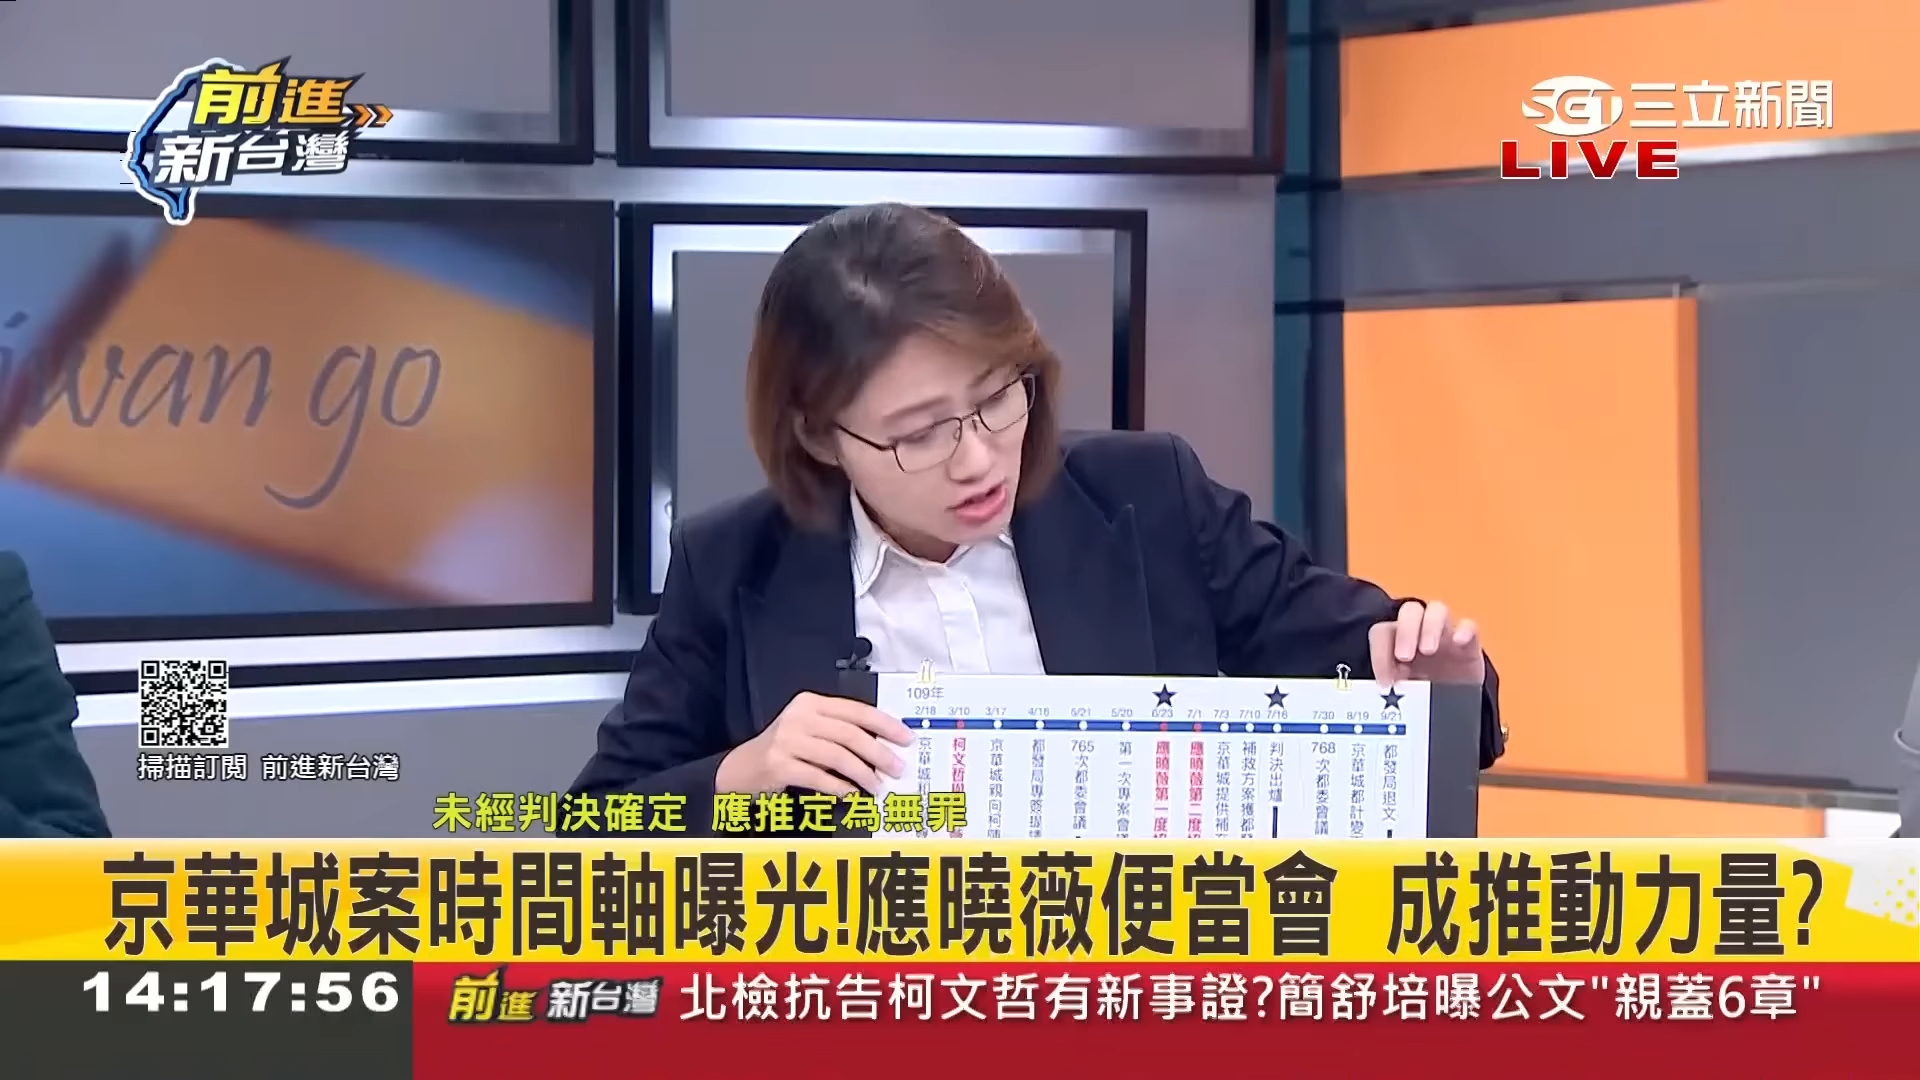 前進
新台灣
SET三立新聞
LIVE
iwan go
掃描訂閱 前進新台灣
109年
2/18 3/10 3/17 4/16 5/21 5/20 6/23 7/1 7/3 7/10 7/16 7/30 8/19 9/21
京華城和
柯文哲與
京華城親向柯陳
都發局專簽
765次都委會議
第一次專案會
應曉薇第一度
應曉薇第二度
京華城提供補
補救方案獲都
判決出爐
768次都委會議
京華城都計變
都發局退文
未經判決確定 應推定為無罪
京華城案時間軸曝光!應曉薇便當會 成推動力量?
14:17:56
前進新台灣 北檢抗告柯文哲有新事證?簡舒培曝公文"親蓋6章"